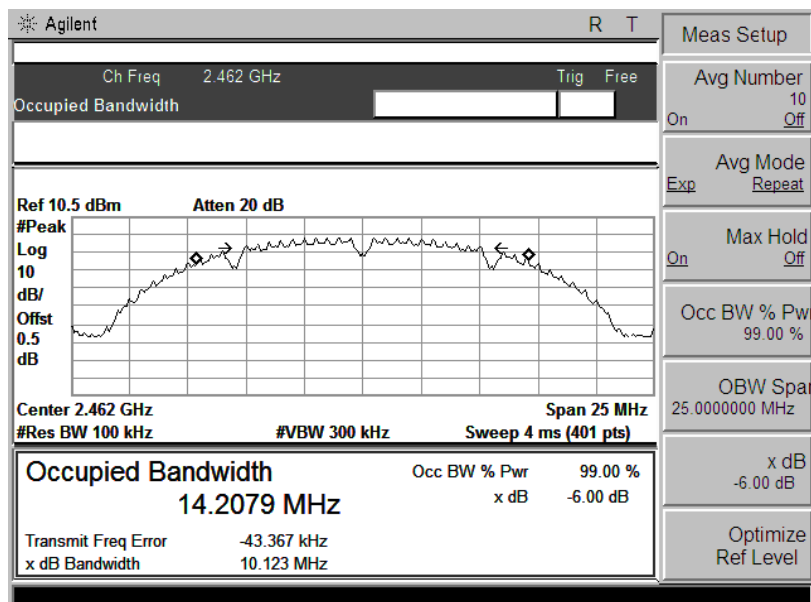 Agilent R T
Ch Freq 2.462 GHz Trig Free
Occupied Bandwidth
Ref 10.5 dBm Atten 20 dB
#Peak
Log
10
dB/
Offst
0.5
dB
Center 2.462 GHz Span 25 MHz
#Res BW 100 kHz #VBW 300 kHz Sweep 4 ms (401 pts)
Occupied Bandwidth Occ BW % Pwr 99.00 %
14.2079 MHz x dB -6.00 dB
Transmit Freq Error -43.367 kHz
x dB Bandwidth 10.123 MHz
Meas Setup
Avg Number
10
On Off
Avg Mode
Exp Repeat
Max Hold
On Off
Occ BW % Pwr
99.00 %
OBW Span
25.0000000 MHz
x dB
-6.00 dB
Optimize
Ref Level